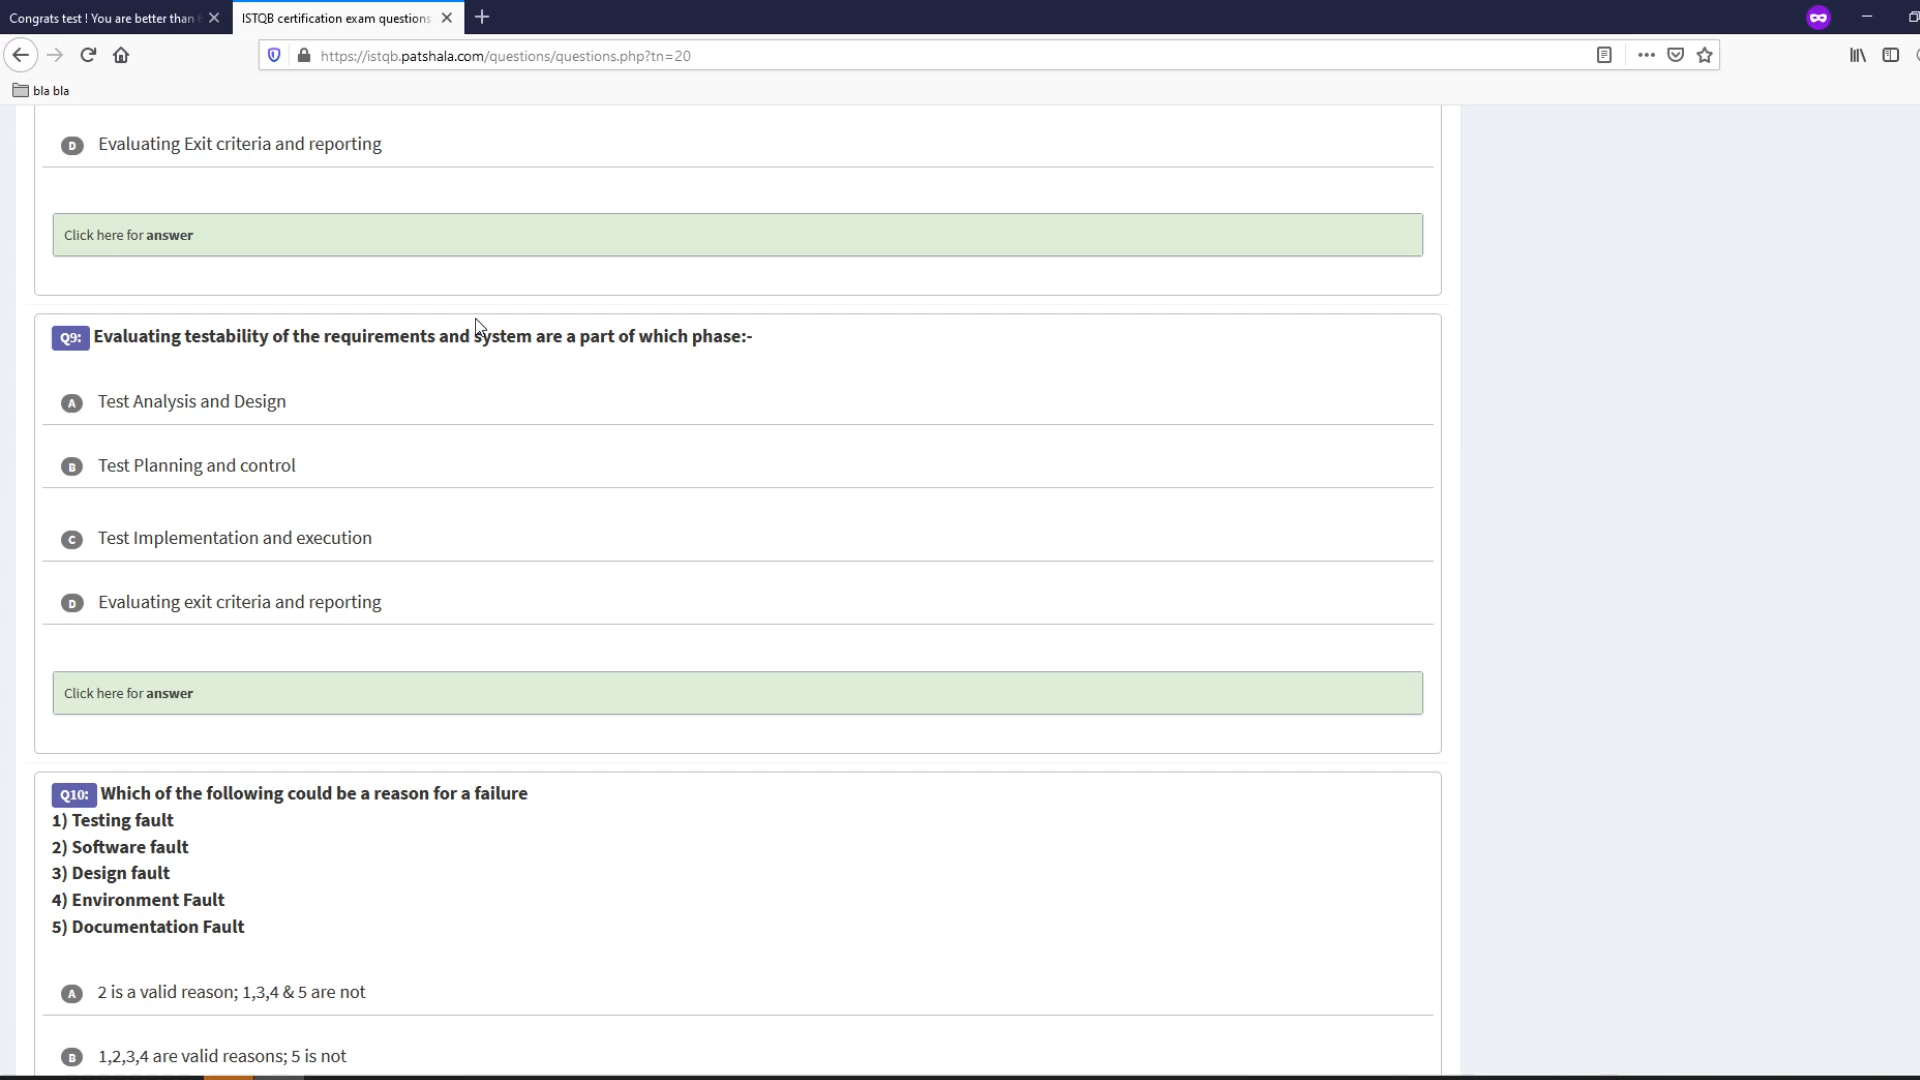 Congrats test ! You are better than
ISTQB certification exam questions
https://istqb.patshala.com/questions/questions.php?tn=20
bla bla
D Evaluating Exit criteria and reporting
Click here for answer
Q9: Evaluating testability of the requirements and system are a part of which phase:-
A Test Analysis and Design
B Test Planning and control
C Test Implementation and execution
D Evaluating exit criteria and reporting
Click here for answer
Q10: Which of the following could be a reason for a failure
1) Testing fault
2) Software fault
3) Design fault
4) Environment Fault
5) Documentation Fault
A 2 is a valid reason; 1,3,4 & 5 are not
B 1,2,3,4 are valid reasons; 5 is not